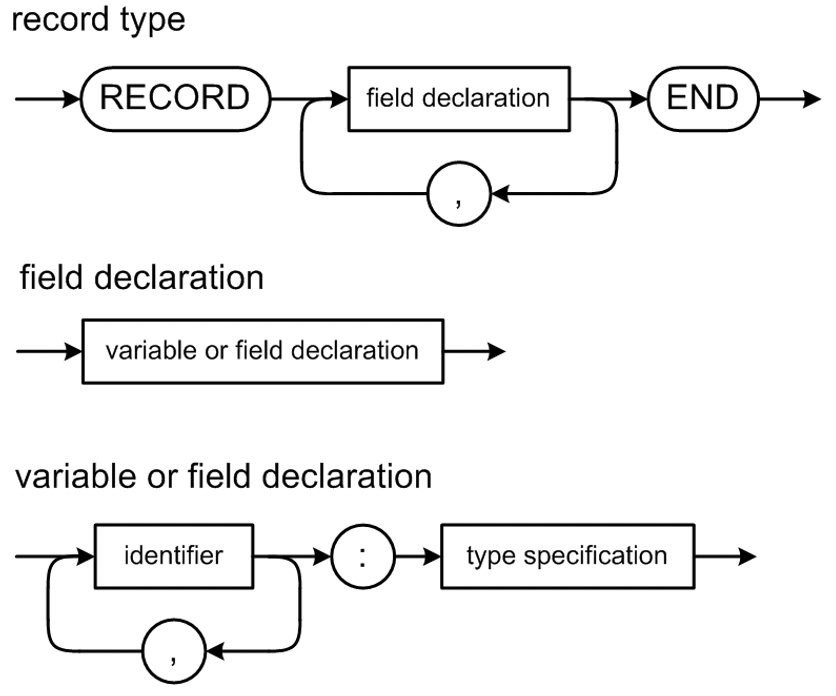 record type
RECORD field declaration END
,
field declaration
variable or field declaration
variable or field declaration
identifier : type specification
,